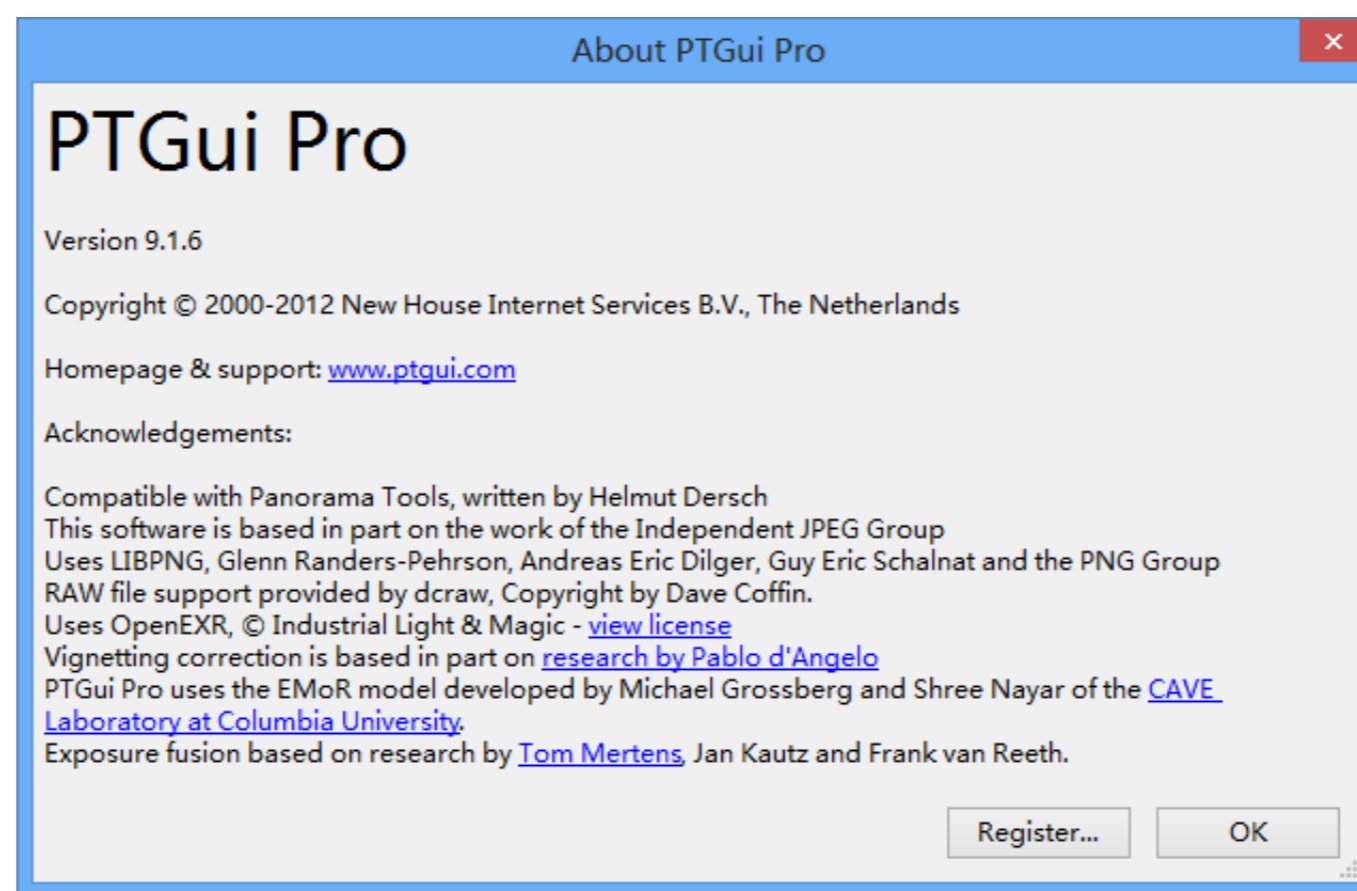 About PTGui Pro
PTGui Pro
Version 9.1.6
Copyright © 2000-2012 New House Internet Services B.V., The Netherlands
Homepage & support: www.ptgui.com
Acknowledgements:
Compatible with Panorama Tools, written by Helmut Dersch
This software is based in part on the work of the Independent JPEG Group
Uses LIBPNG, Glenn Randers-Pehrson, Andreas Eric Dilger, Guy Eric Schalnat and the PNG Group
RAW file support provided by dcraw, Copyright by Dave Coffin.
Uses OpenEXR, © Industrial Light & Magic - view license
Vignetting correction is based in part on research by Pablo d'Angelo
PTGui Pro uses the EMoR model developed by Michael Grossberg and Shree Nayar of the CAVE
Laboratory at Columbia University.
Exposure fusion based on research by Tom Mertens, Jan Kautz and Frank van Reeth.
Register... OK